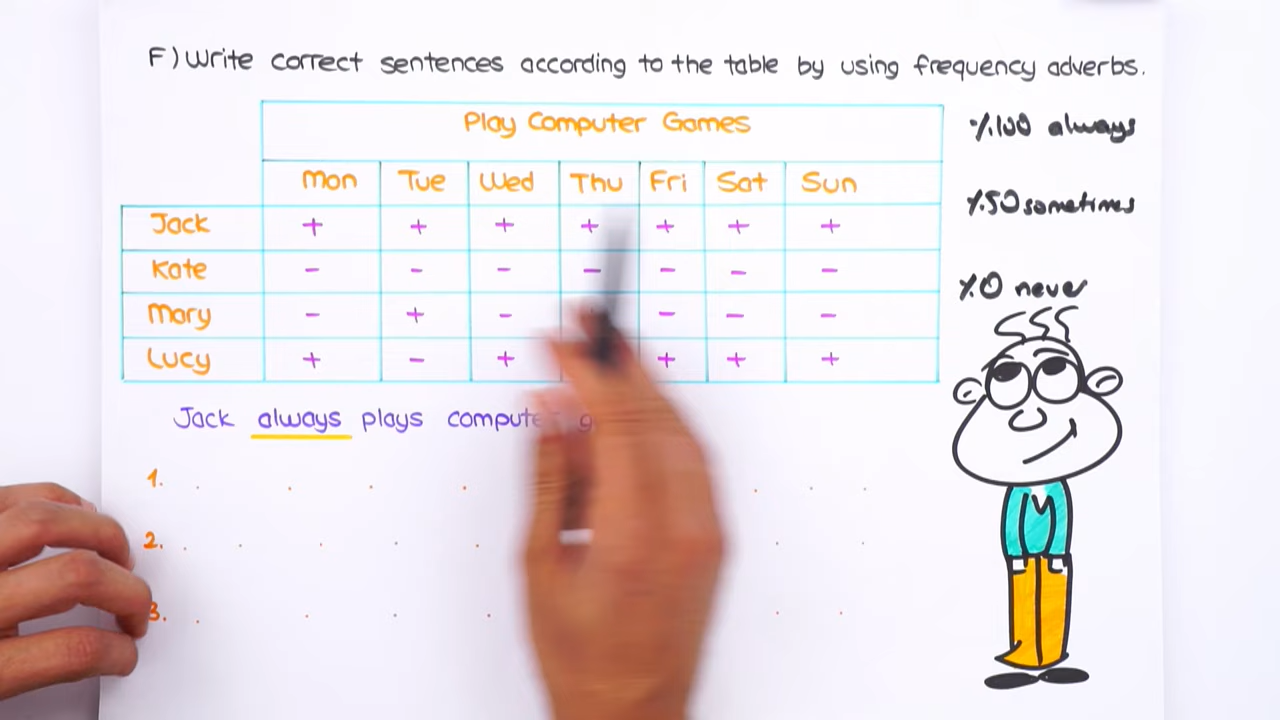 F) Write correct sentences according to the table by using frequency adverbs.
Play Computer Games
Mon Tue Wed Thu Fri Sat Sun
Jack + + + + + + +
Kate - - - - - - -
Mary - + - - - -
Lucy + - + + + +
%100 always
%50 sometimes
%0 never
Jack always plays
1.
2.
3.